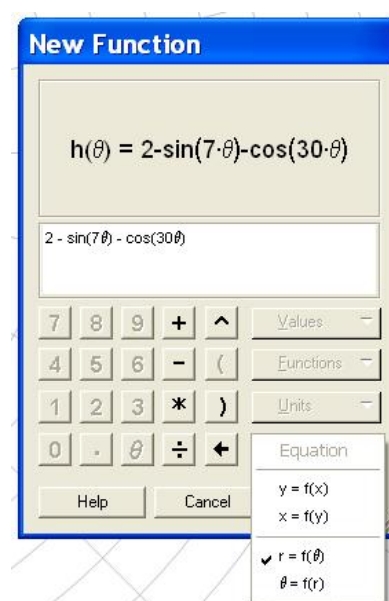 New Function
h(θ) = 2-sin(7·θ)-cos(30·θ)
2 - sin(7θ) - cos(30θ)
7 8 9 + ^ Values
4 5 6 - ( Functions
1 2 3 * ) Units
0 . θ ÷ ← Equation
Help Cancel
y = f(x)
x = f(y)
✓ r = f(θ)
θ = f(r)